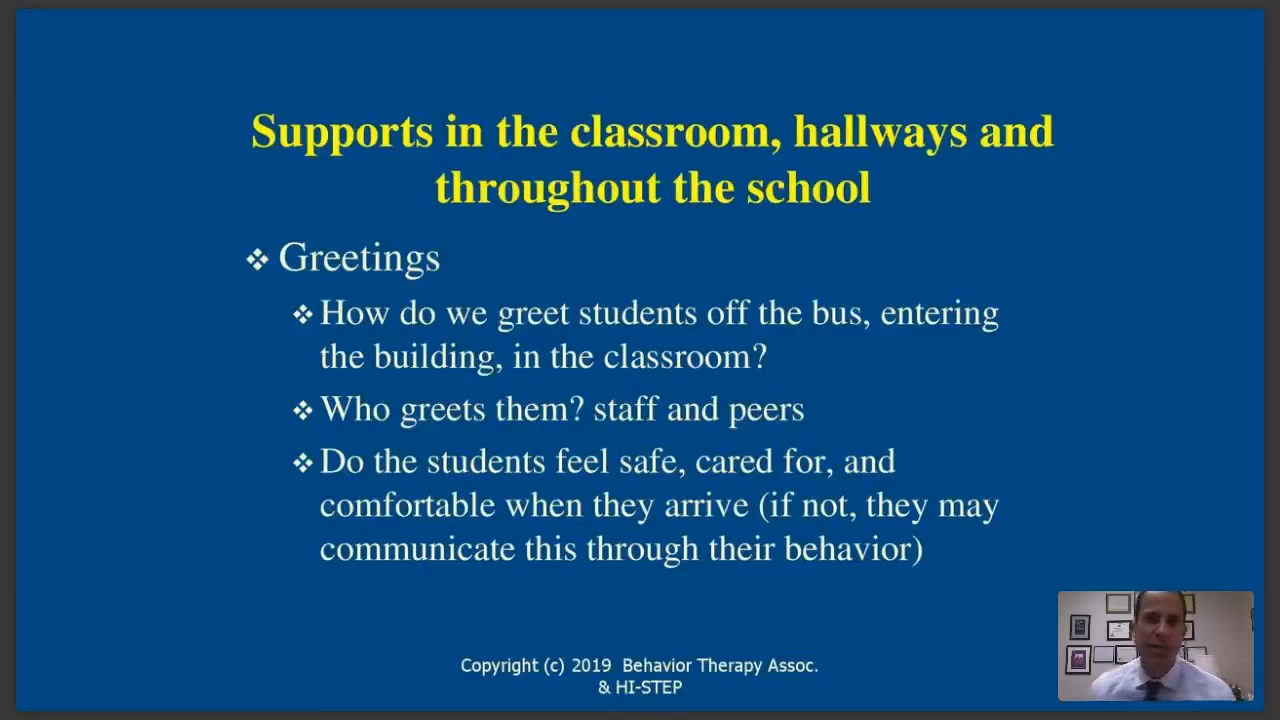 Supports in the classroom, hallways and
throughout the school
❖ Greetings
❖ How do we greet students off the bus, entering
the building, in the classroom?
❖ Who greets them? staff and peers
❖ Do the students feel safe, cared for, and
comfortable when they arrive (if not, they may
communicate this through their behavior)
Copyright (c) 2019 Behavior Therapy Assoc.
& HI-STEP